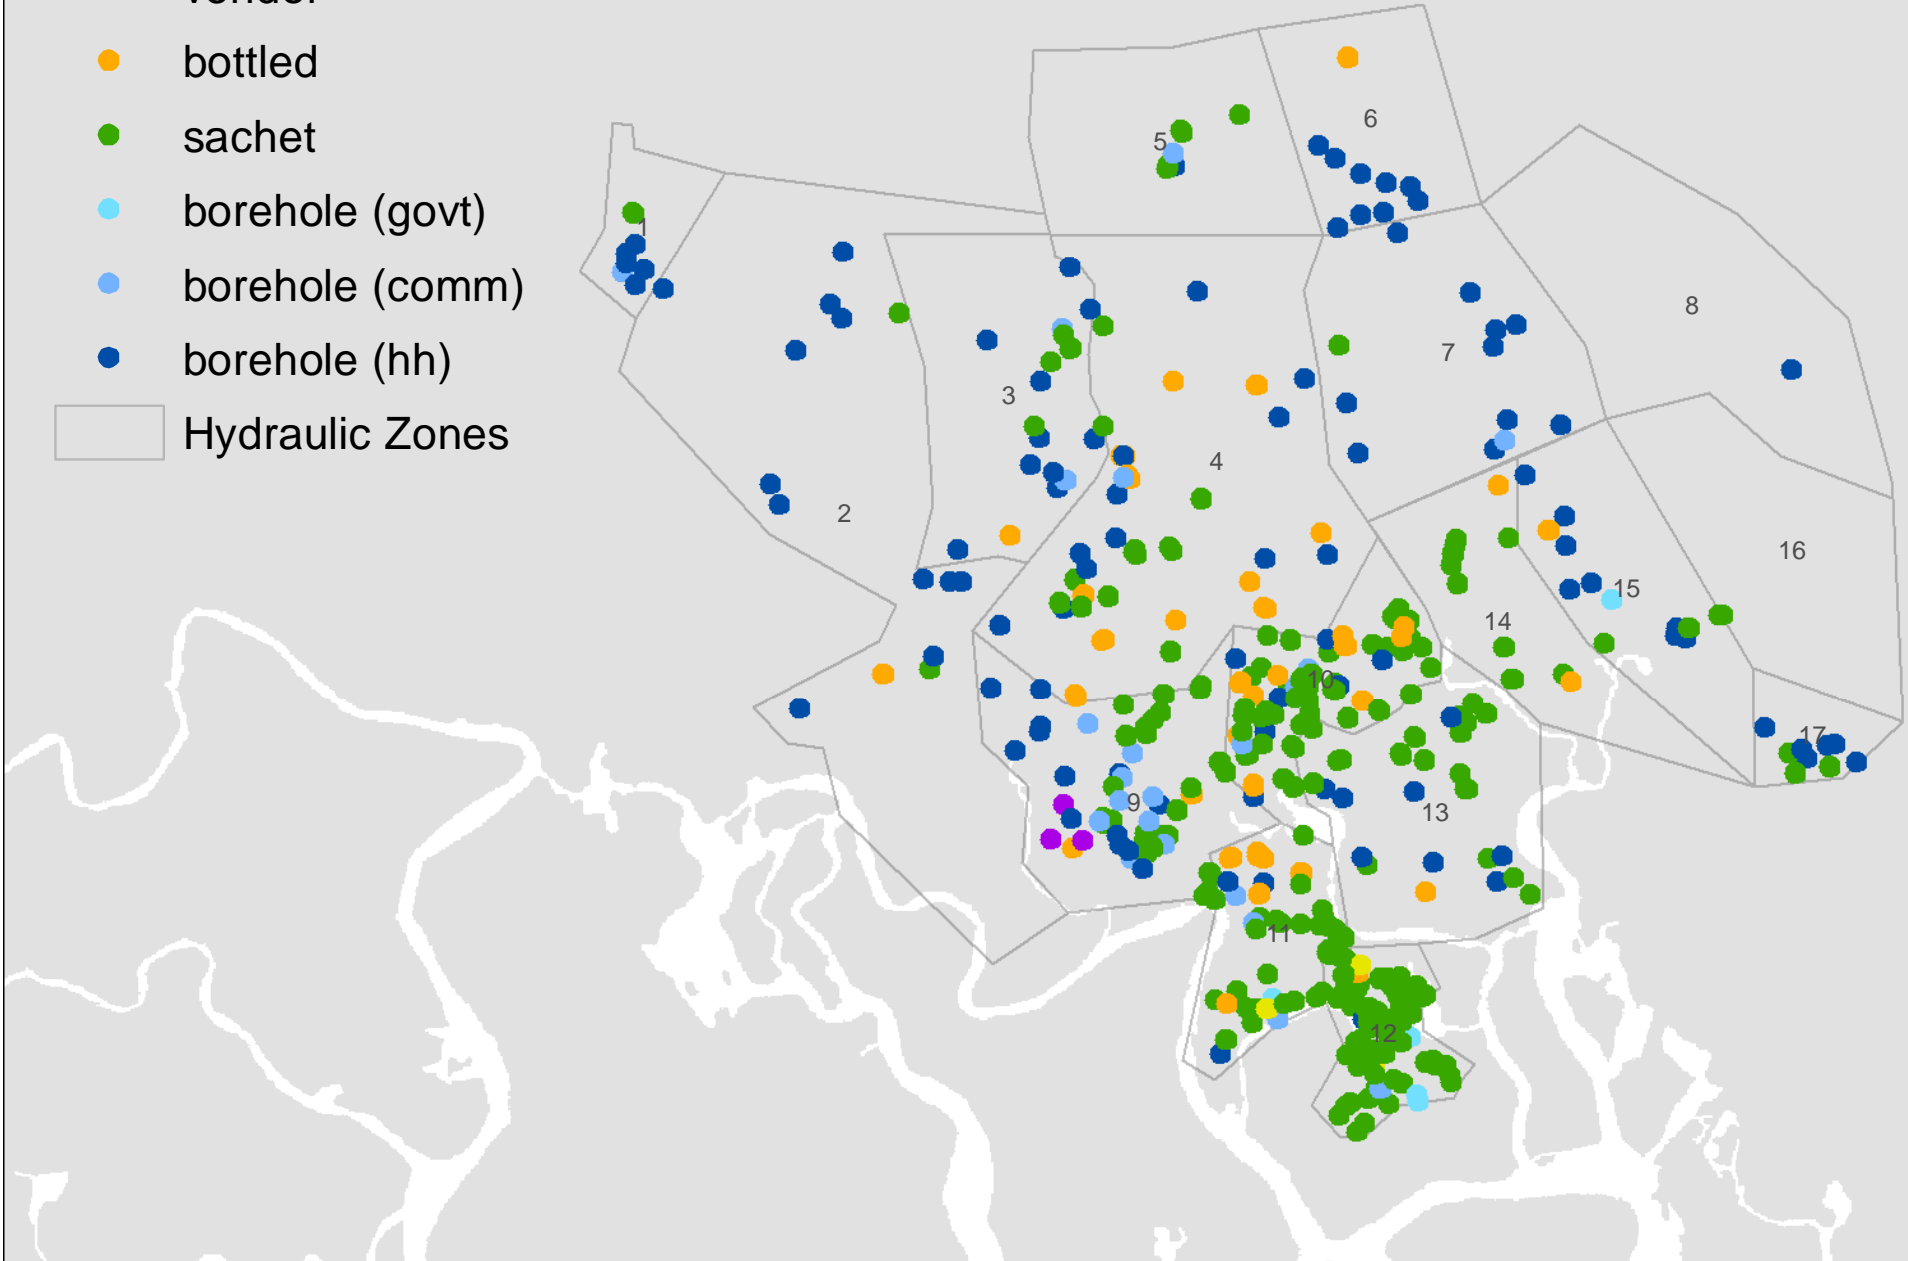 bottled
sachet
borehole (govt)
borehole (comm)
borehole (hh)
Hydraulic Zones
1
2
3
4
5
6
7
8
9
10
11
12
13
14
15
16
17